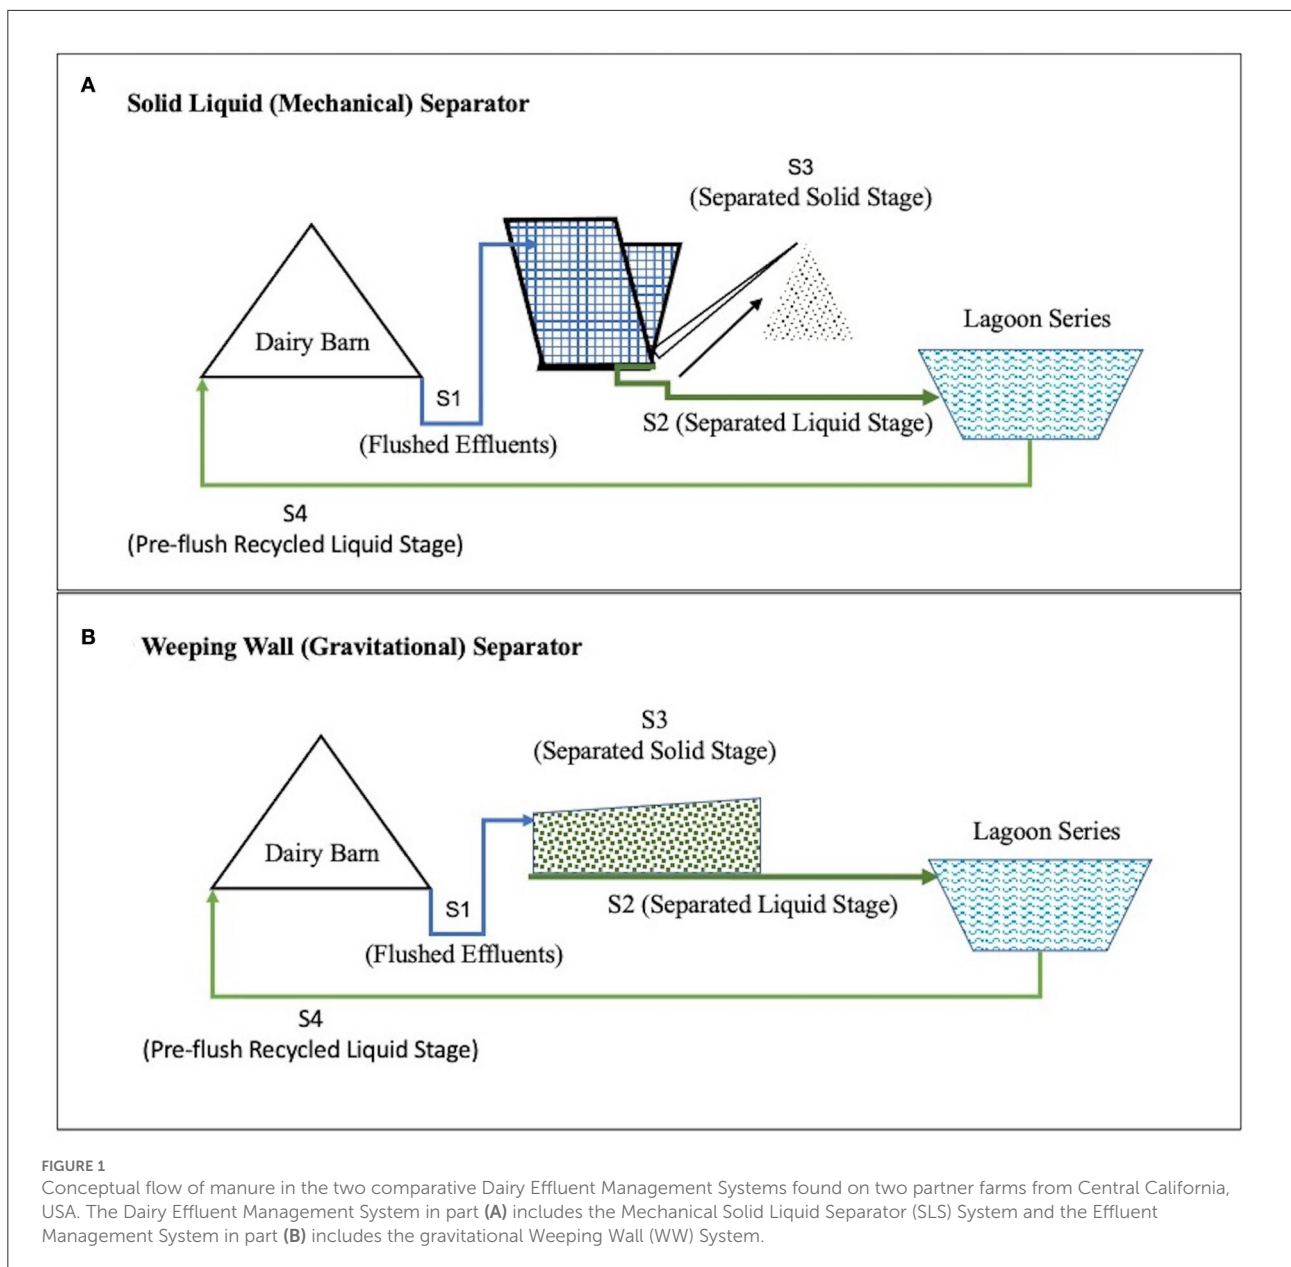 A
Solid Liquid (Mechanical) Separator
S3
(Separated Solid Stage)
Dairy Barn
Lagoon Series
S1
(Flushed Effluents)
S2 (Separated Liquid Stage)
S4
(Pre-flush Recycled Liquid Stage)
B
Weeping Wall (Gravitational) Separator
S3
(Separated Solid Stage)
Dairy Barn
Lagoon Series
S1
(Flushed Effluents)
S2 (Separated Liquid Stage)
S4
(Pre-flush Recycled Liquid Stage)
FIGURE 1
Conceptual flow of manure in the two comparative Dairy Effluent Management Systems found on two partner farms from Central California,
USA. The Dairy Effluent Management System in part (A) includes the Mechanical Solid Liquid Separator (SLS) System and the Effluent
Management System in part (B) includes the gravitational Weeping Wall (WW) System.